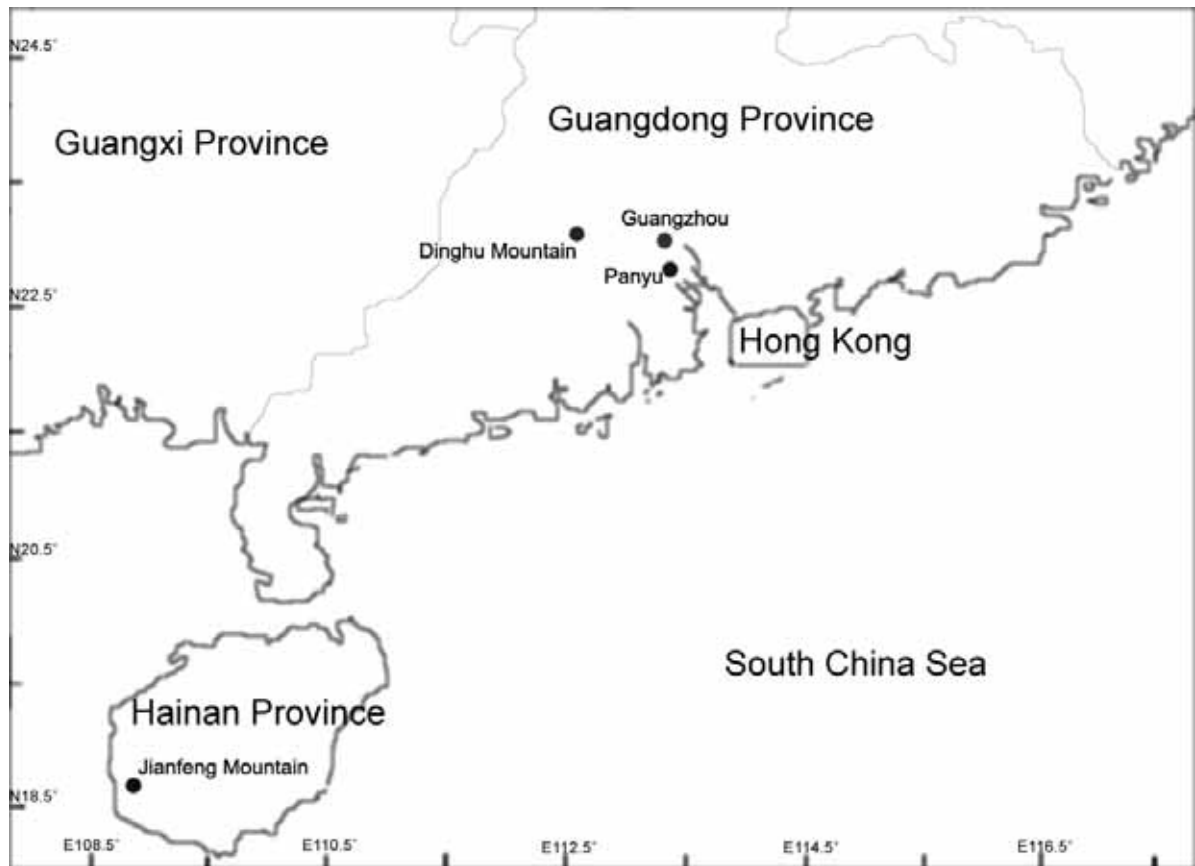 N24.5°
Guangdong Province
Guangxi Province
Guangzhou
Dinghu Mountain
Panyu
N22.5°
Hong Kong
N20.5°
South China Sea
Hainan Province
Jianfeng Mountain
N18.5°
E108.5°
E110.5°
E112.5°
E114.5°
E116.5°